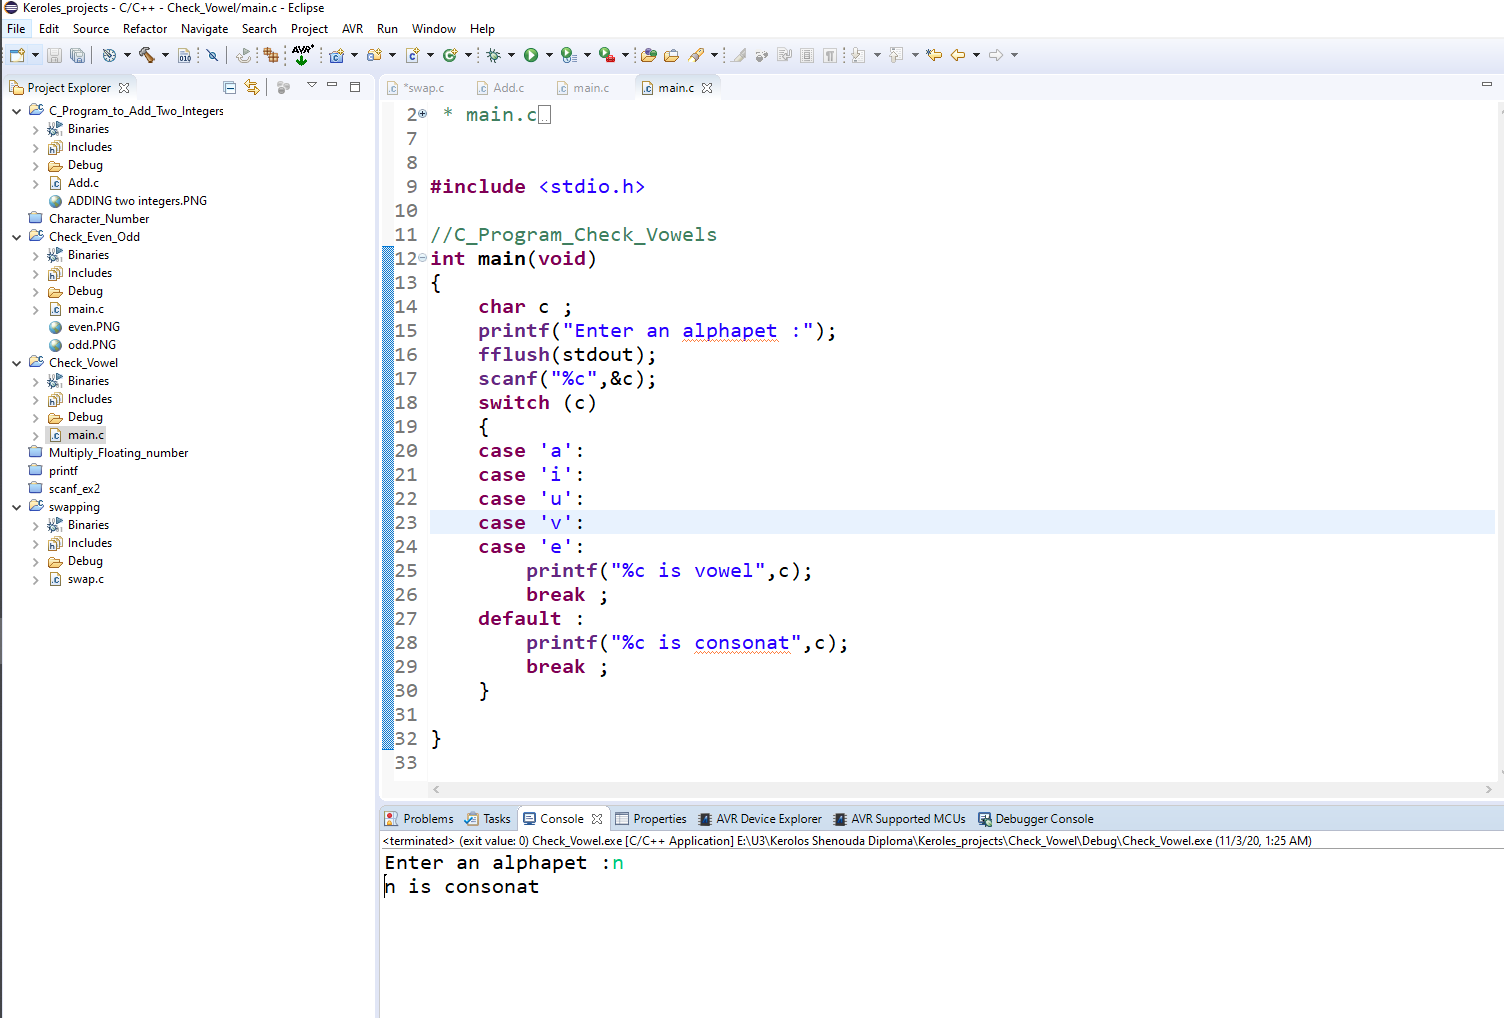 Keroles_projects - C/C++ - Check_Vowel/main.c - Eclipse
File Edit Source Refactor Navigate Search Project AVR Run Window Help
Project Explorer
C_Program_to_Add_Two_Integers
Binaries
Includes
Debug
Add.c
ADDING two integers.PNG
Character_Number
Check_Even_Odd
Binaries
Includes
Debug
main.c
even.PNG
odd.PNG
Check_Vowel
Binaries
Includes
Debug
main.c
Multiply_Floating_number
printf
scanf_ex2
swapping
Binaries
Includes
Debug
swap.c
*swap.c Add.c main.c main.c
2 * main.c
7
8
9 #include <stdio.h>
10
11 //C_Program_Check_Vowels
12 int main(void)
13 {
14 char c ;
15 printf("Enter an alphapet :");
16 fflush(stdout);
17 scanf("%c",&c);
18 switch (c)
19 {
20 case 'a':
21 case 'i':
22 case 'u':
23 case 'v':
24 case 'e':
25 printf("%c is vowel",c);
26 break ;
27 default :
28 printf("%c is consonat",c);
29 break ;
30 }
31
32 }
33
Problems Tasks Console Properties AVR Device Explorer AVR Supported MCUs Debugger Console
<terminated> (exit value: 0) Check_Vowel.exe [C/C++ Application] E:\U3\Kerolos Shenouda Diploma\Keroles_projects\Check_Vowel\Debug\Check_Vowel.exe (11/3/20, 1:25 AM)
Enter an alphapet :n
n is consonat